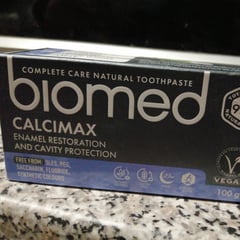 COMPLETE CARE NATURAL TOOTHPASTE
biomed
CALCIMAX
ENAMEL RESTORATION
AND CAVITY PROTECTION
FREE FROM SLES, PEG,
SACCHARIN, FLUORIDE,
SYNTHETIC COLOURS
VEGAN
100